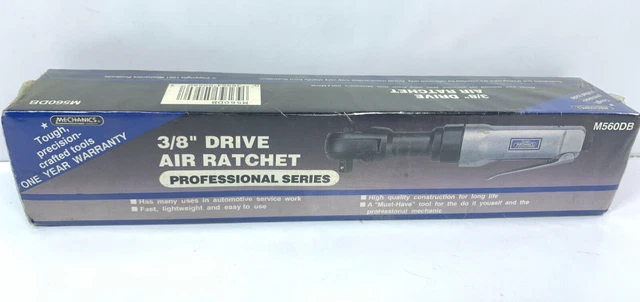 M560DB
3/8" DRIVE
AIR RATCHET
M560DB
MECHANICS
Tough,
precision-
crafted tools
ONE YEAR WARRANTY
3/8" DRIVE
AIR RATCHET
PROFESSIONAL SERIES
Has many uses in automotive service work
Fast, lightweight and easy to use
High quality construction for long life
A "Must-Have" tool for the do it youself and the
professional mechanic
M560DB